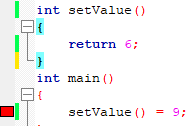 int setValue()
{
    return 6;
}
int main()
{
    setValue() = 9;